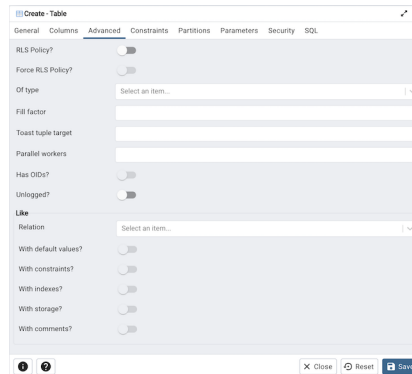 Create - Table
General Columns Advanced Constraints Partitions Parameters Security SQL
RLS Policy?
Force RLS Policy?
Of type Select an item...
Fill factor
Toast tuple target
Parallel workers
Has OIDs?
Unlogged?
Like
Relation Select an item...
With default values?
With constraints?
With indexes?
With storage?
With comments?
Close Reset Save